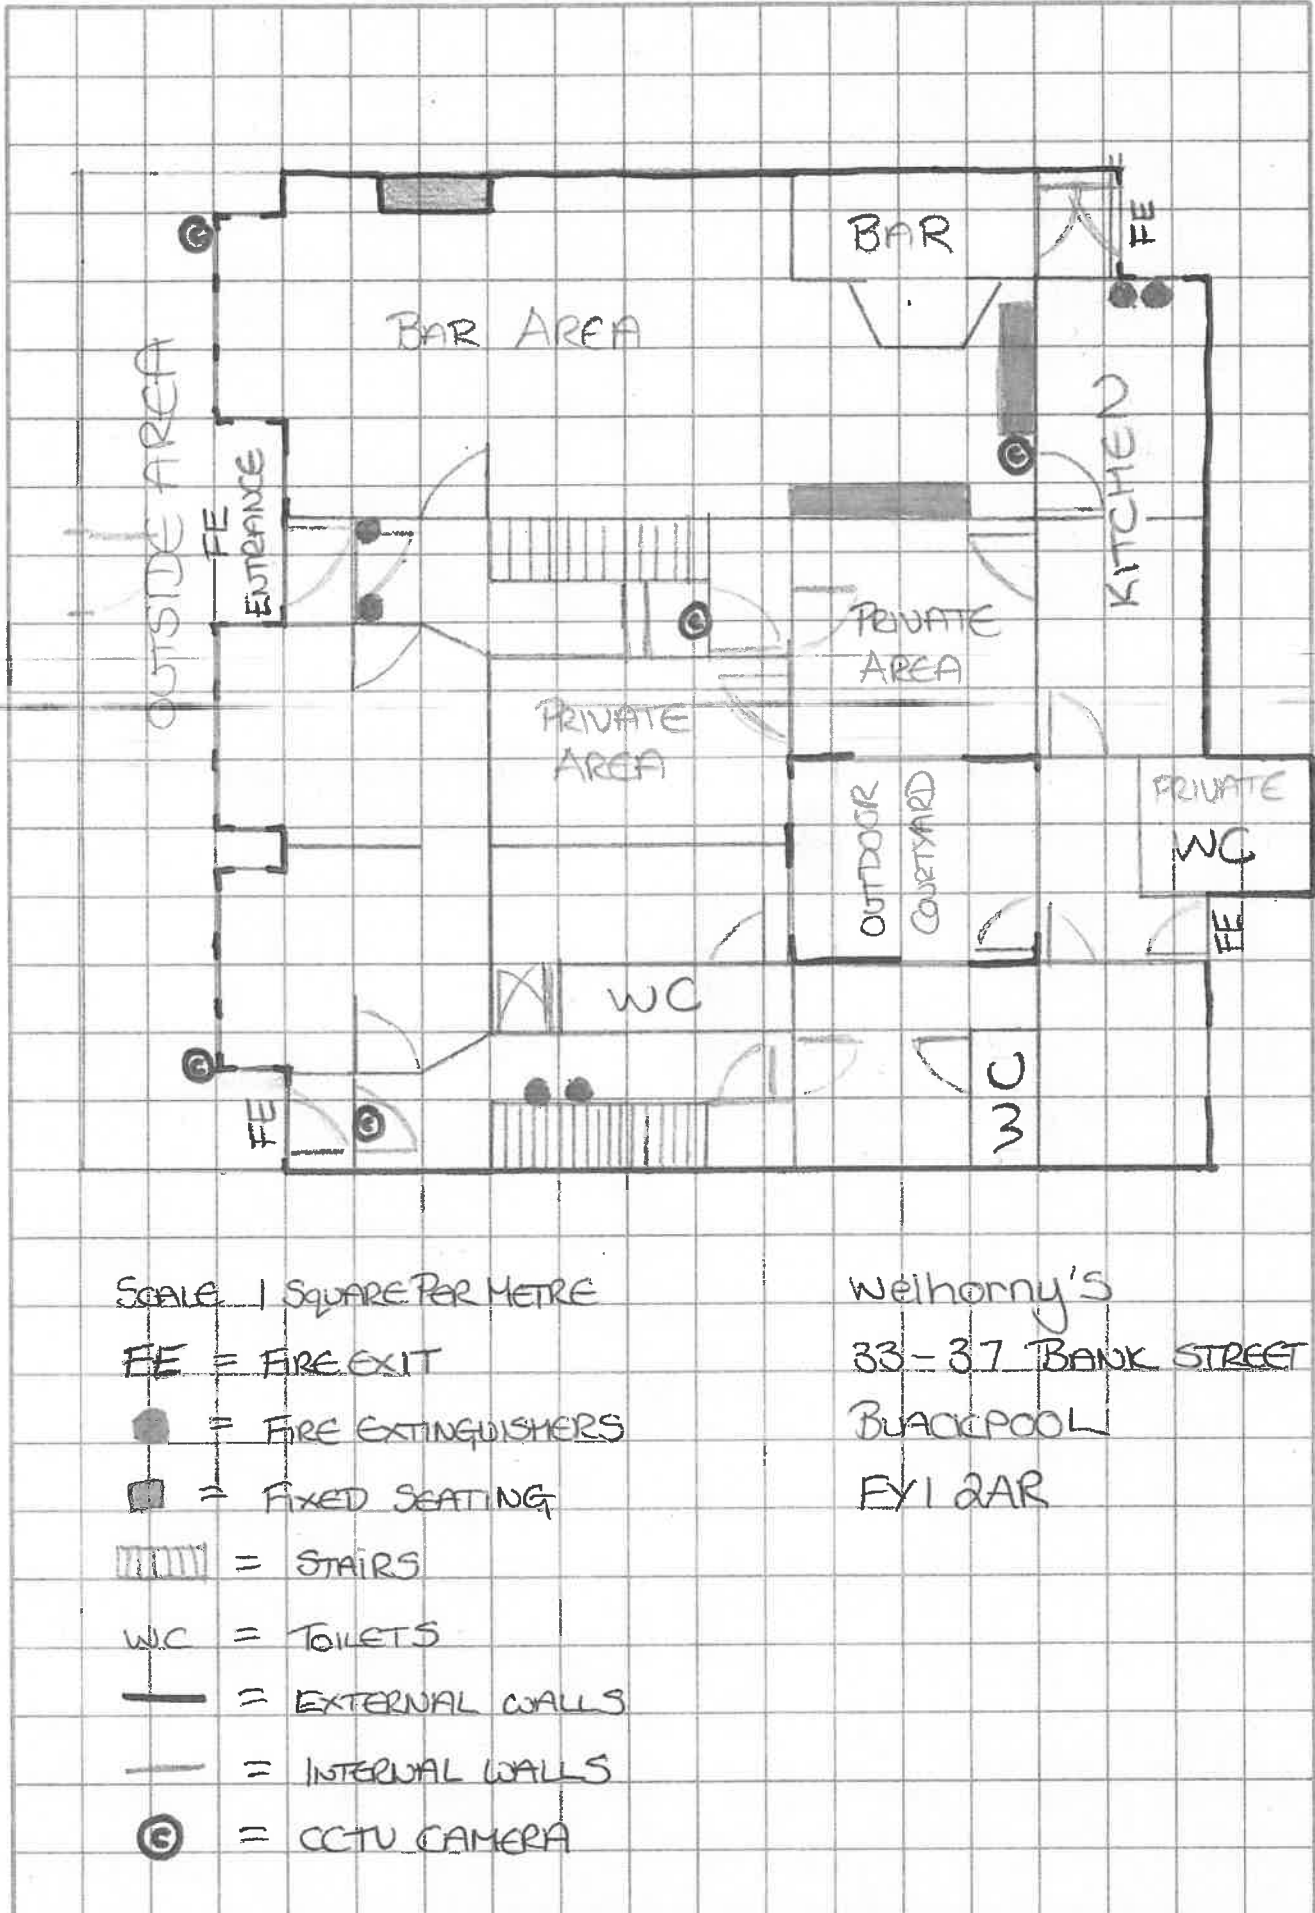 BAR
FE
BAR AREA
OUTSIDE AREA
KITCHEN
FE
ENTRANCE
PRIVATE
AREA
PRIVATE
AREA
OUTDOOR
COURTYARD
PRIVATE
WC
FE
WC
WC
3
FE
SCALE 1 SQUARE PER METRE
FE = FIRE EXIT
= FIRE EXTINGUISHERS
= FIXED SEATING
= STAIRS
WC = TOILETS
= EXTERNAL WALLS
= INTERNAL WALLS
© = CCTV CAMERA
Weihorny's
33-37 BANK STREET
BLACKPOOL
FY1 2AR